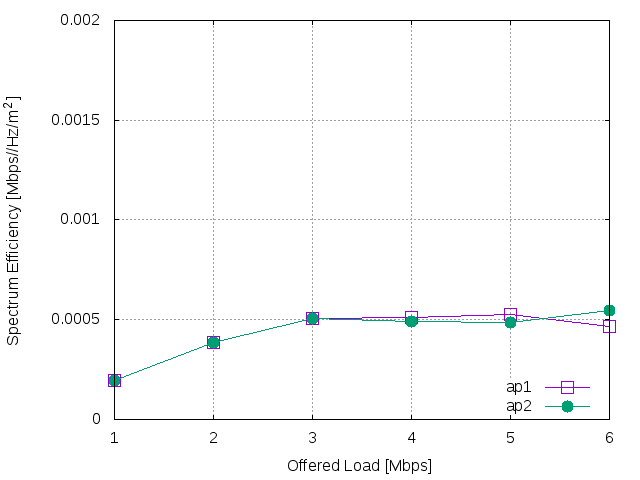 0.002
0.0015
0.001
0.0005
0
Spectrum Efficiency [Mbps//Hz/m²]
ap1
ap2
1 2 3 4 5 6
Offered Load [Mbps]